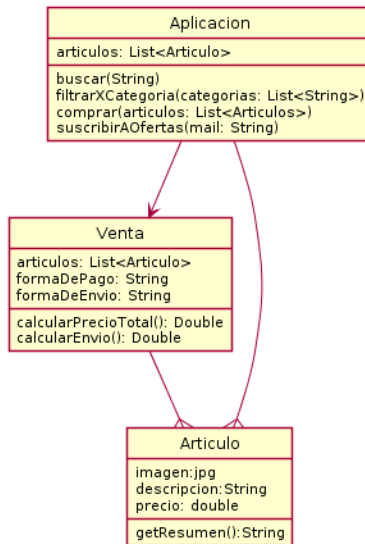 Aplicacion
articulos: List<Articulo>
buscar(String)
filtrarXCategoria(categorias: List<String>)
comprar(articulos: List<Articulos>)
suscribirAOfertas(mail: String)
Venta
articulos: List<Articulo>
formaDePago: String
formaDeEnvio: String
calcularPrecioTotal(): Double
calcularEnvio(): Double
Articulo
imagen:jpg
descripcion:String
precio: double
getResumen():String